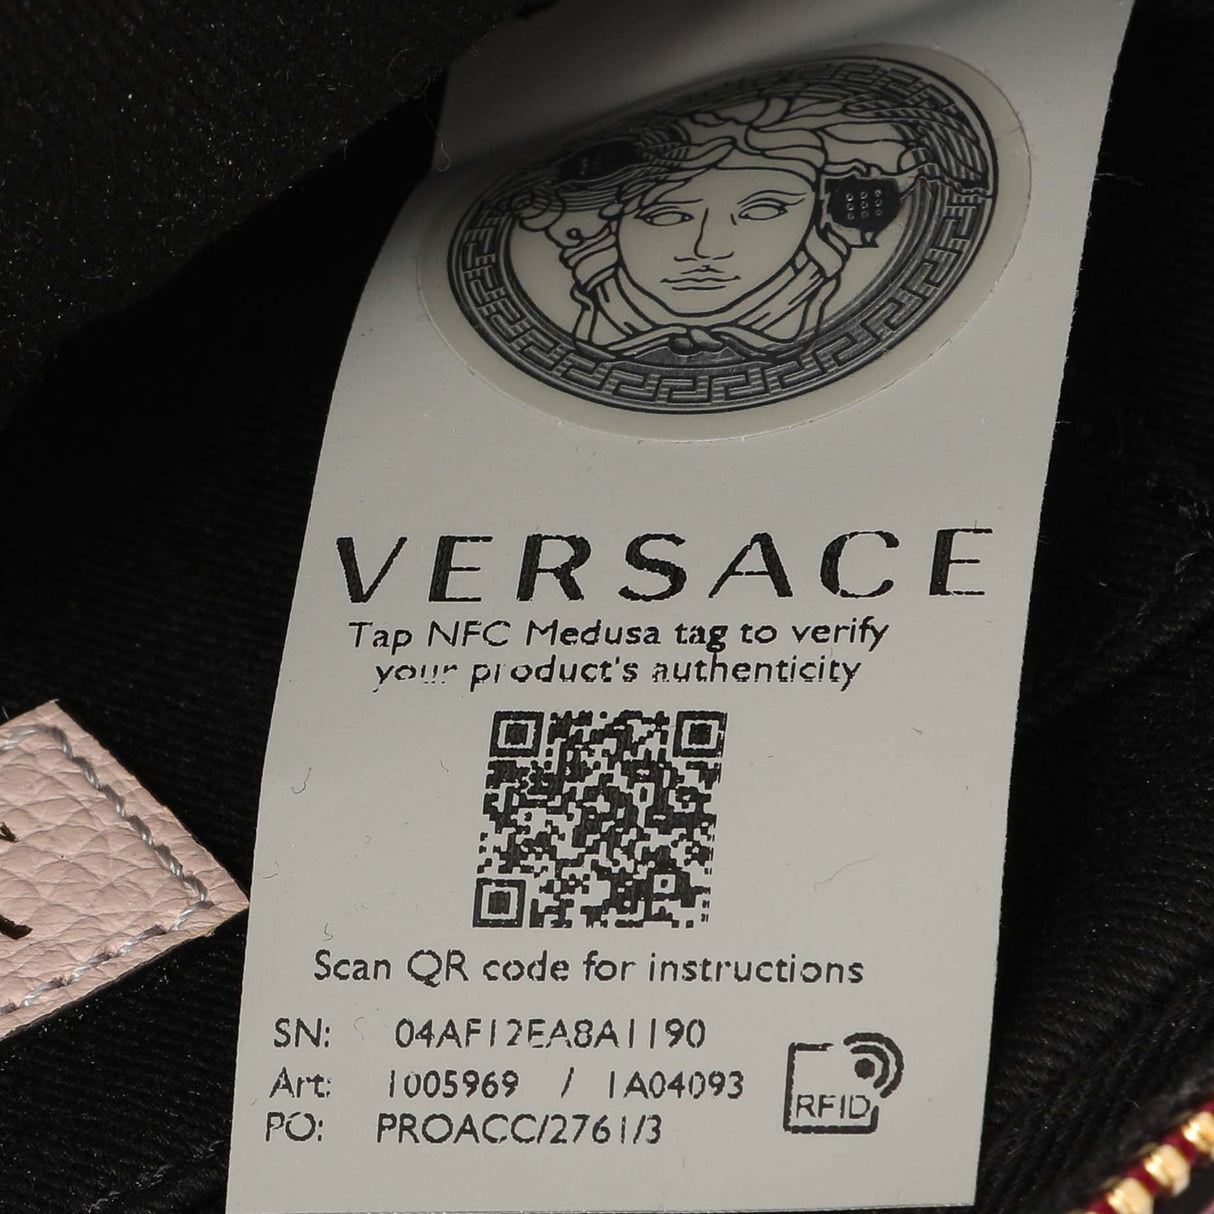 VERSACE
Tap NFC Medusa tag to verify
your product's authenticity
Scan QR code for instructions
SN: 04AF12EA8A1190
Art: 1005969 / 1A04093
PO: PROACC/2761/3
RFID